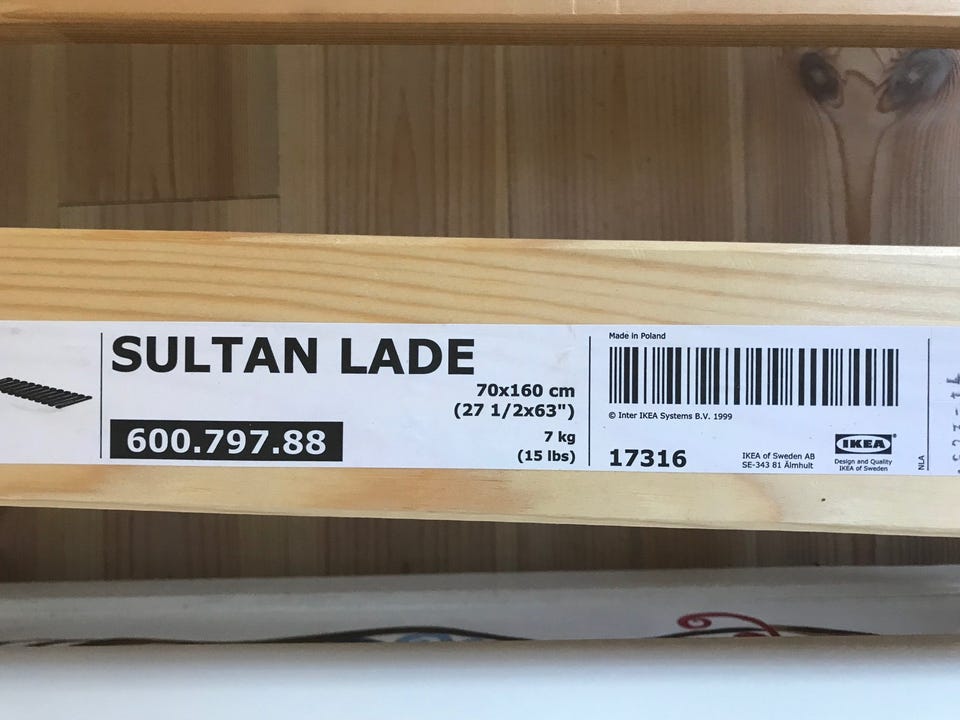 SULTAN LADE
70x160 cm
(27 1/2x63")
600.797.88
7 kg
(15 lbs)
Made in Poland
© Inter IKEA Systems B.V. 1999
17316
IKEA of Sweden AB
SE-343 81 Älmhult
IKEA®
Design and Quality
IKEA of Sweden
NLA